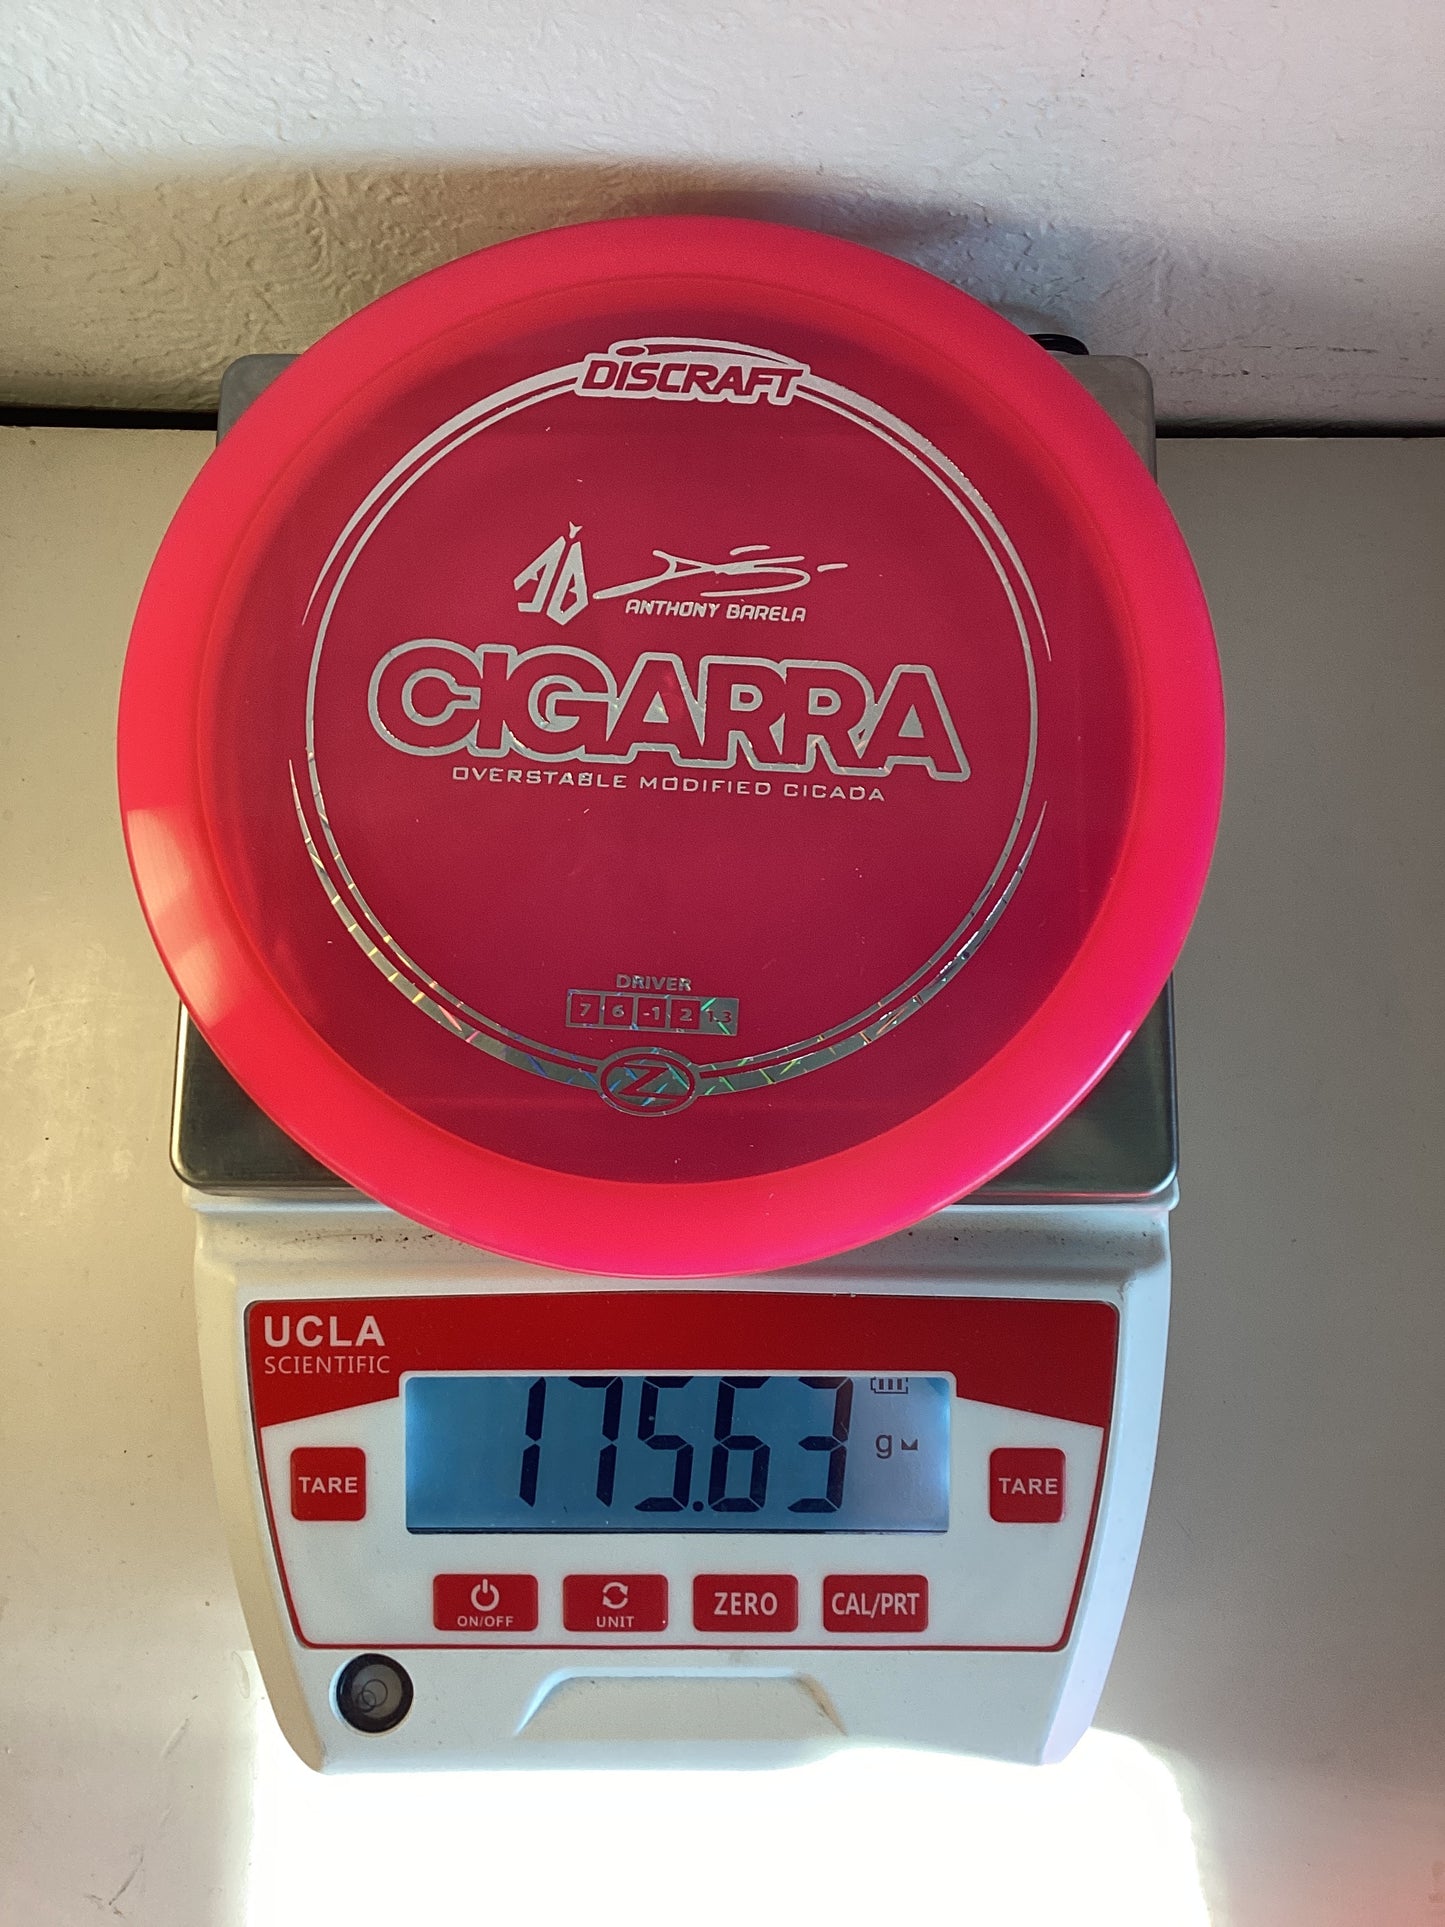 DISCRAFT
AB
ANTHONY BARELA
CIGARRA
OVERSTABLE MODIFIED CICADA
DRIVER
7 6 -1 2 1.3
Z
UCLA
SCIENTIFIC
175.63 g
TARE
TARE
ON/OFF
UNIT
ZERO
CAL/PRT